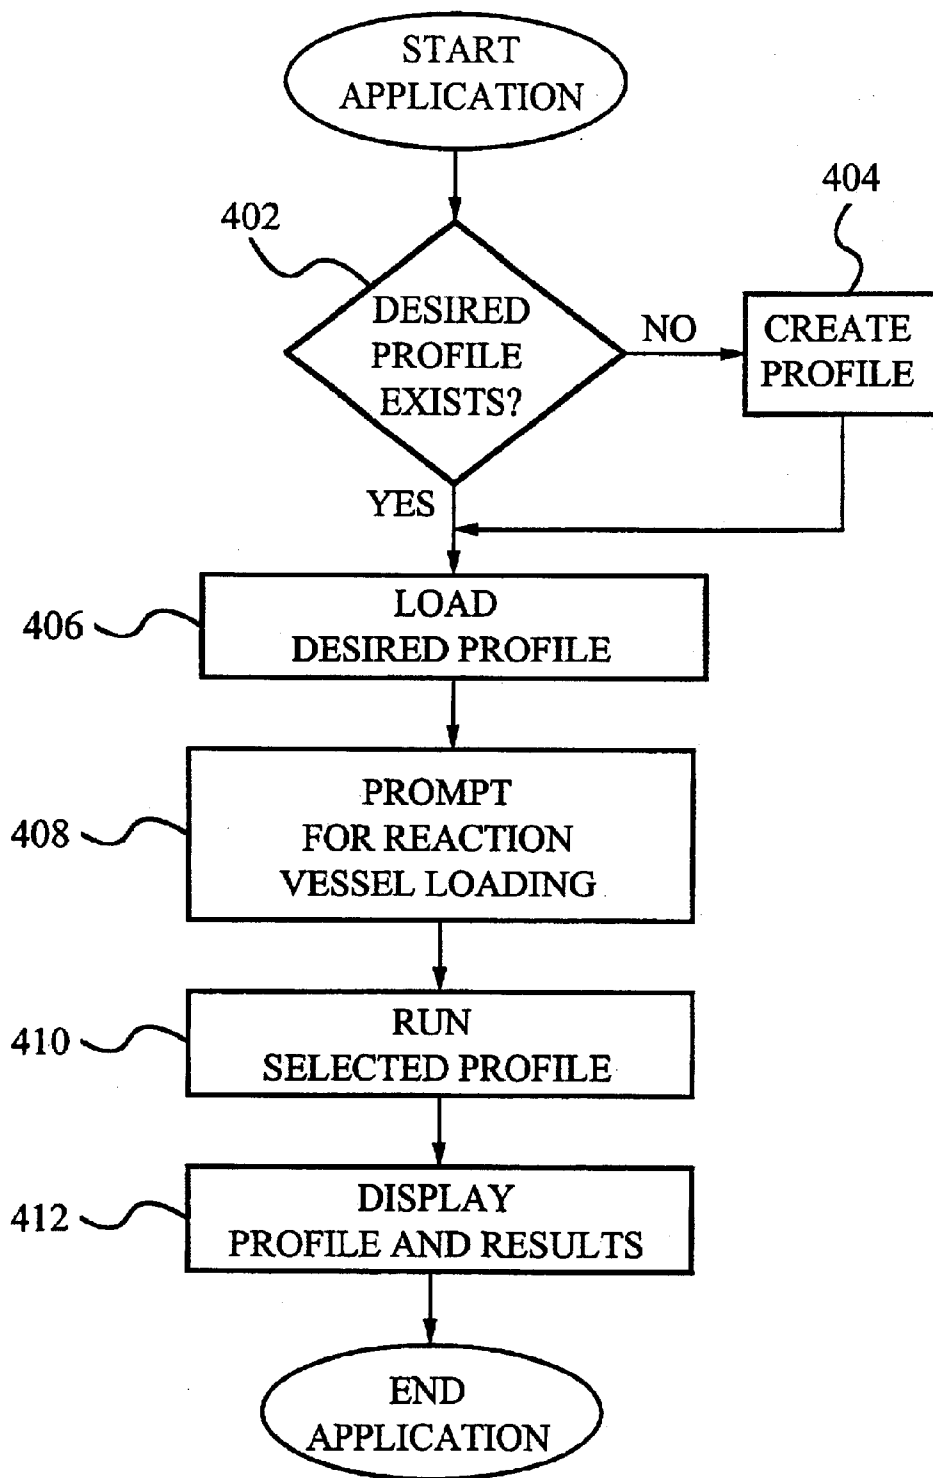 START
APPLICATION
404
402
DESIRED
PROFILE
EXISTS?
NO
CREATE
PROFILE
YES
406
LOAD
DESIRED PROFILE
408
PROMPT
FOR REACTION
VESSEL LOADING
410
RUN
SELECTED PROFILE
412
DISPLAY
PROFILE AND RESULTS
END
APPLICATION